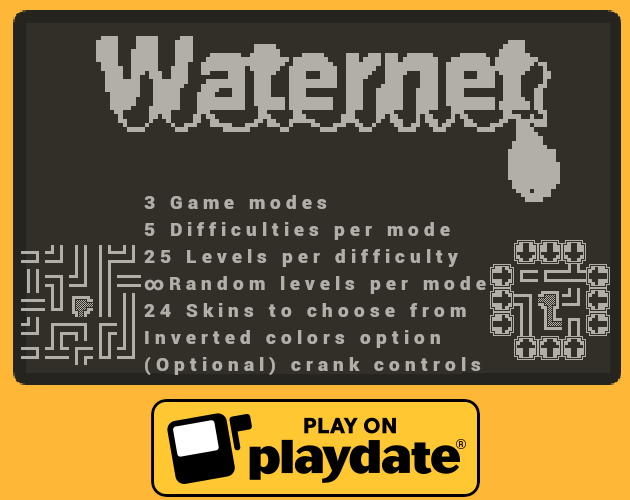 Waternet
3 Game modes
5 Difficulties per mode
25 Levels per difficulty
∞Random levels per mode
24 Skins to choose from
Inverted colors option
(Optional) crank controls
PLAY ON
playdate®